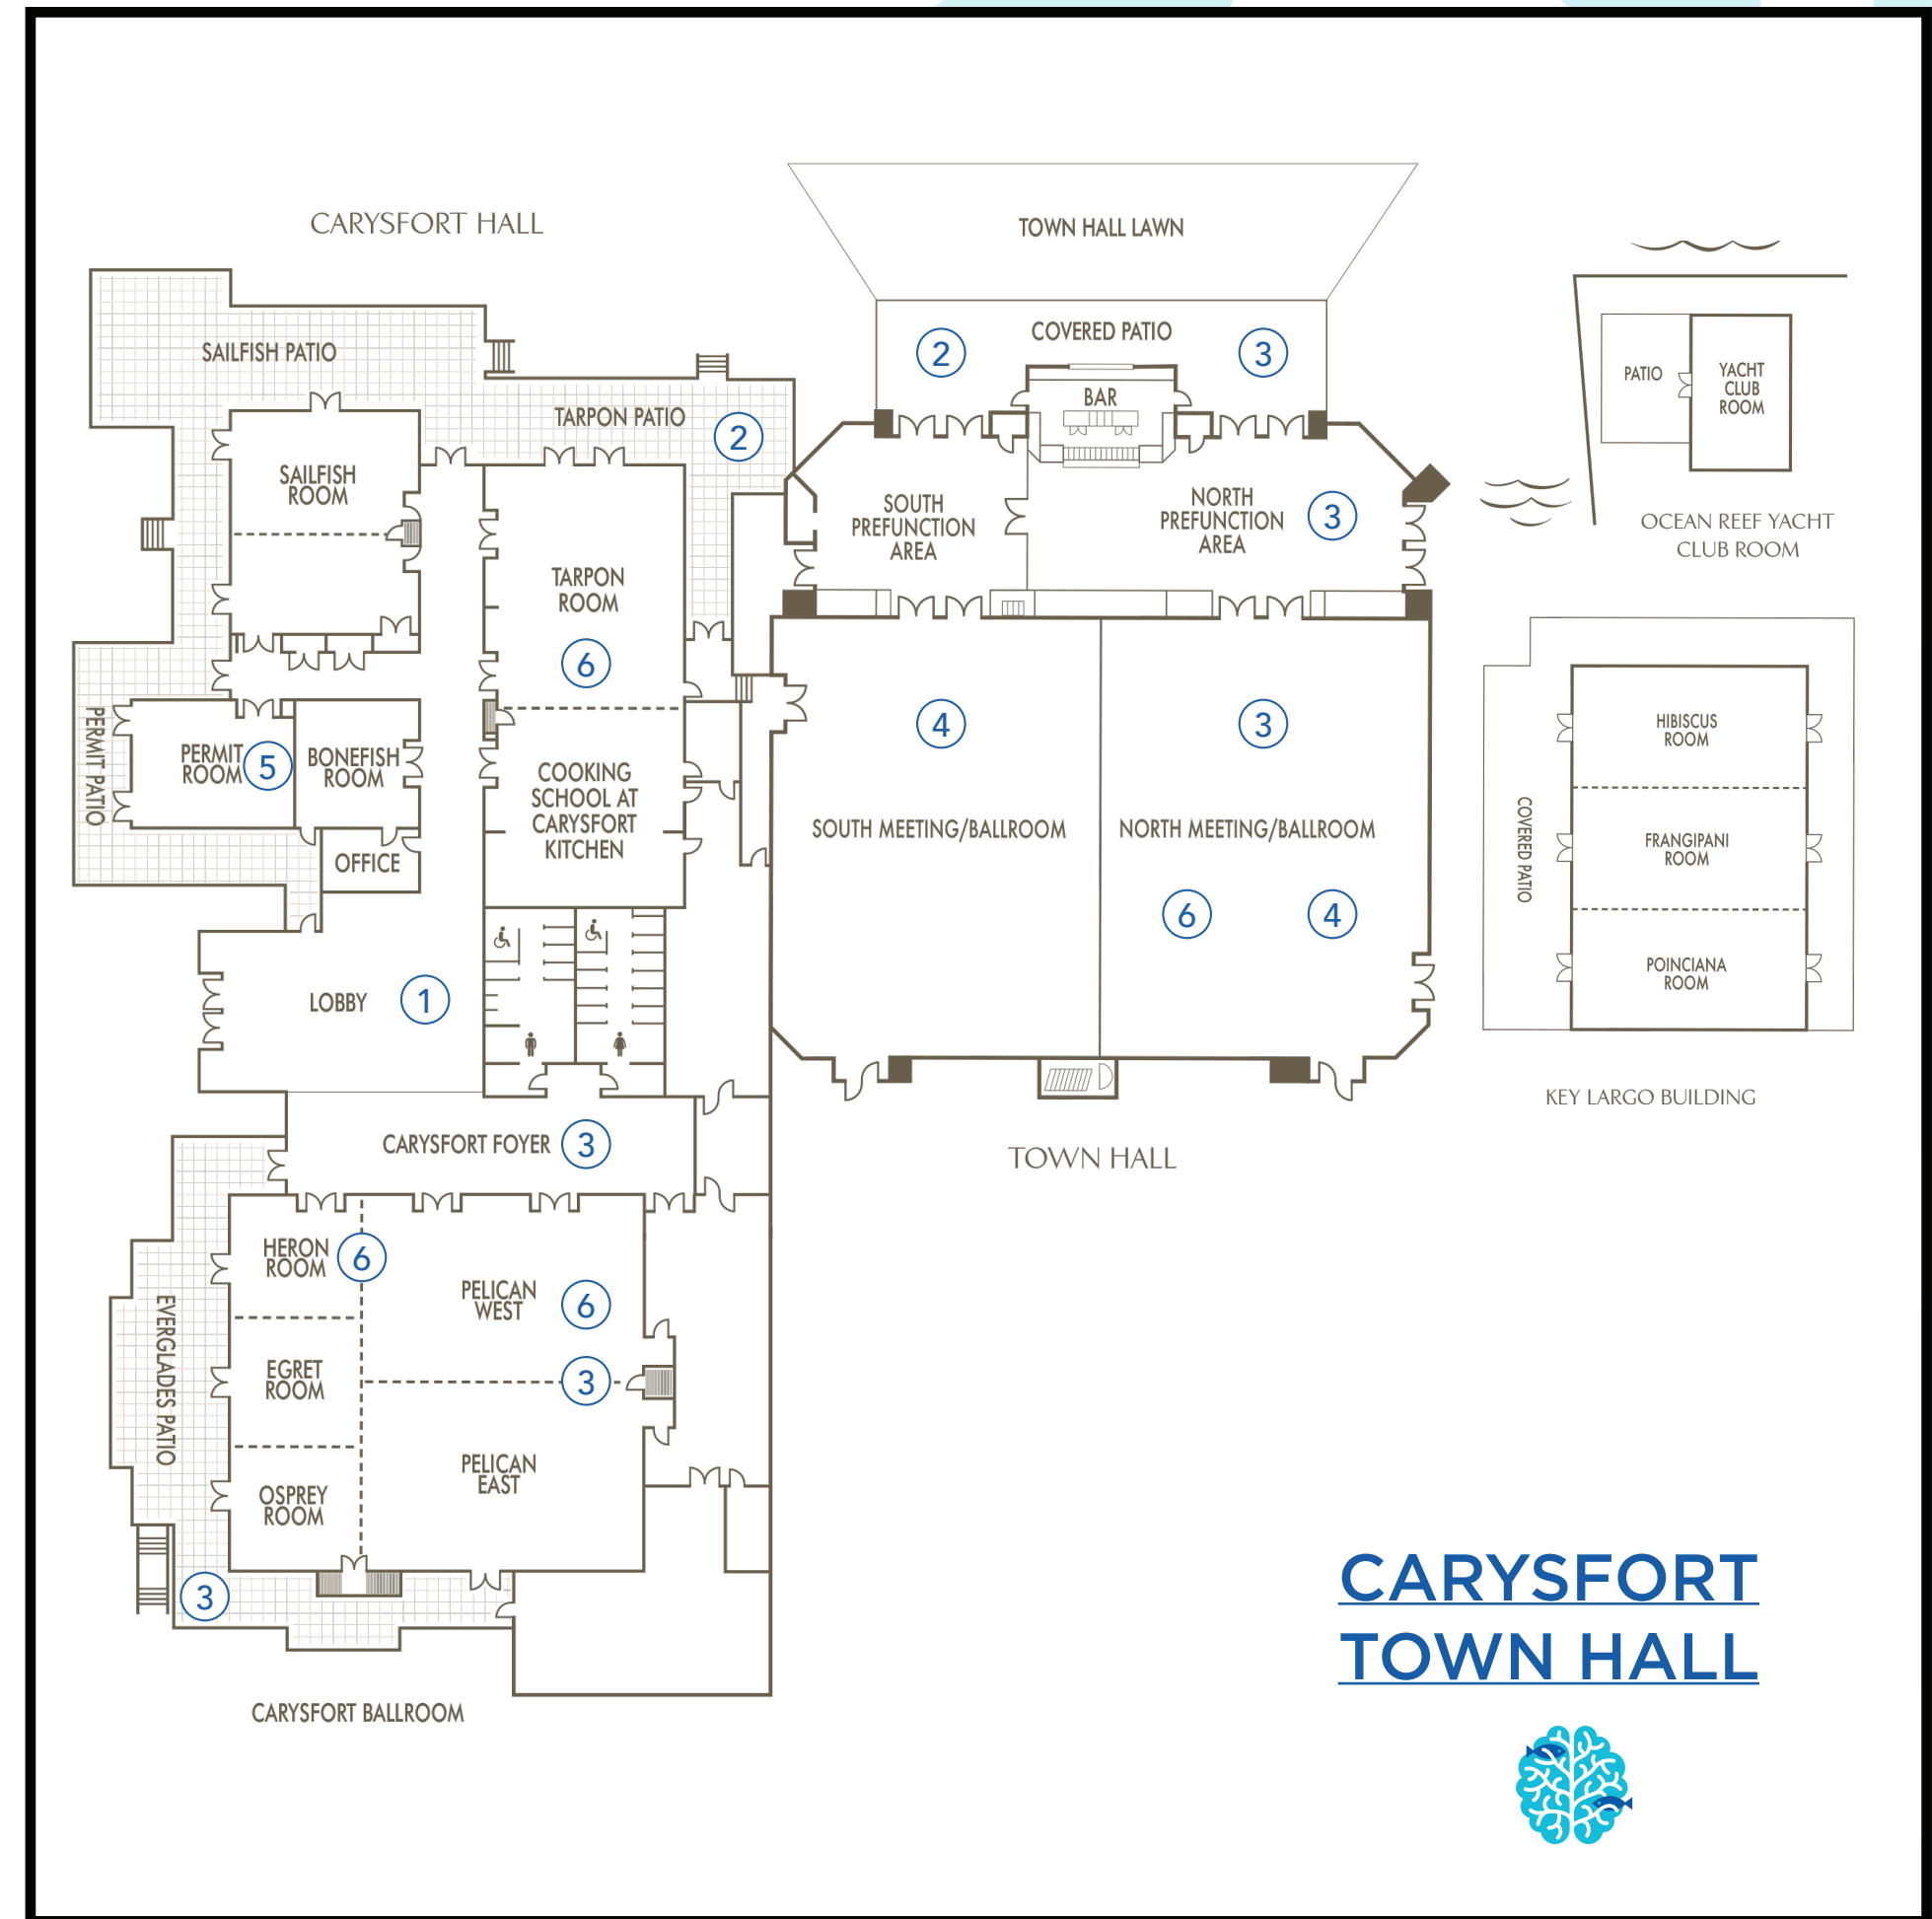 CARYSFORT HALL
SAILFISH PATIO
TARPON PATIO
2
SAILFISH
ROOM
TARPON
ROOM
6
PERMIT PATIO
PERMIT
ROOM
5
BONEFISH
ROOM
OFFICE
COOKING
SCHOOL AT
CARYSFORT
KITCHEN
LOBBY
1
CARYSFORT FOYER
3
HERON
ROOM
6
PELICAN
WEST
6
3
EVERGLADES PATIO
EGRET
ROOM
PELICAN
EAST
OSPREY
ROOM
3
CARYSFORT BALLROOM
TOWN HALL LAWN
COVERED PATIO
2
3
BAR
SOUTH
PREFUNCTION
AREA
NORTH
PREFUNCTION
AREA
3
4
3
SOUTH MEETING/BALLROOM
NORTH MEETING/BALLROOM
6
4
TOWN HALL
PATIO
YACHT
CLUB
ROOM
OCEAN REEF YACHT
CLUB ROOM
HIBISCUS
ROOM
COVERED PATIO
FRANGIPANI
ROOM
POINCIANA
ROOM
KEY LARGO BUILDING
CARYSFORT
TOWN HALL